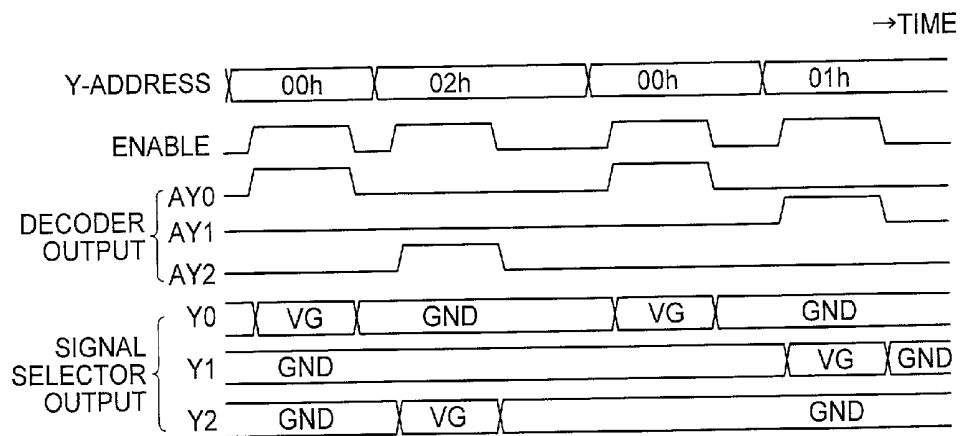 →TIME
Y-ADDRESS 00h 02h 00h 01h
ENABLE
DECODER OUTPUT
AY0
AY1
AY2
SIGNAL SELECTOR OUTPUT
Y0 VG GND VG GND
Y1 GND VG GND
Y2 GND VG GND